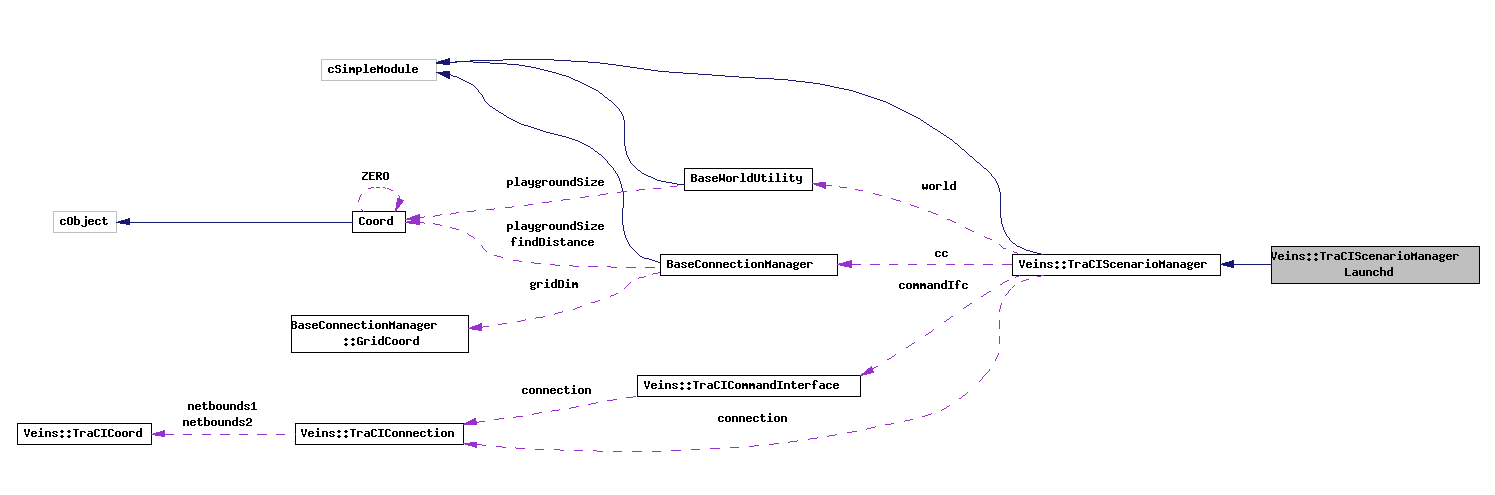 cSimpleModule
ZERO
playgroundSize
BaseWorldUtility
world
cObject
Coord
playgroundSize
findDistance
BaseConnectionManager
cc
Veins::TraCIScenarioManager
Veins::TraCIScenarioManager
Launchd
gridDim
commandIfc
BaseConnectionManager
::GridCoord
Veins::TraCICommandInterface
connection
netbounds1
netbounds2
connection
Veins::TraCICoord
Veins::TraCIConnection